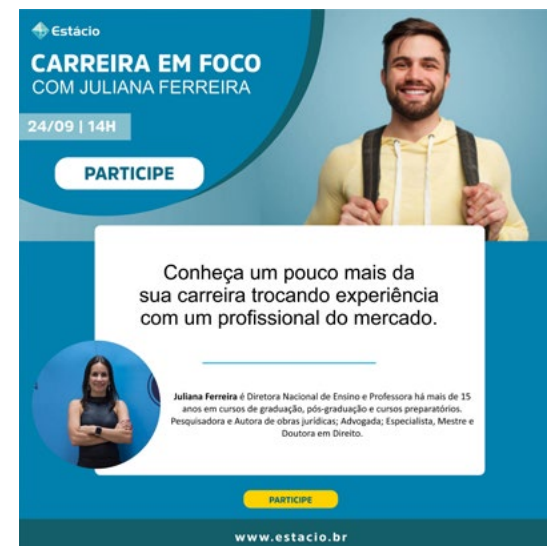 Estácio
CARREIRA EM FOCO
COM JULIANA FERREIRA
24/09 | 14H
PARTICIPE
Conheça um pouco mais da
sua carreira trocando experiência
com um profissional do mercado.
Juliana Ferreira é Diretora Nacional de Ensino e Professora há mais de 15
anos em cursos de graduação, pós-graduação e cursos preparatórios.
Pesquisadora e Autora de obras jurídicas; Advogada; Especialista, Mestre e
Doutora em Direito.
PARTICIPE
www.estacio.br